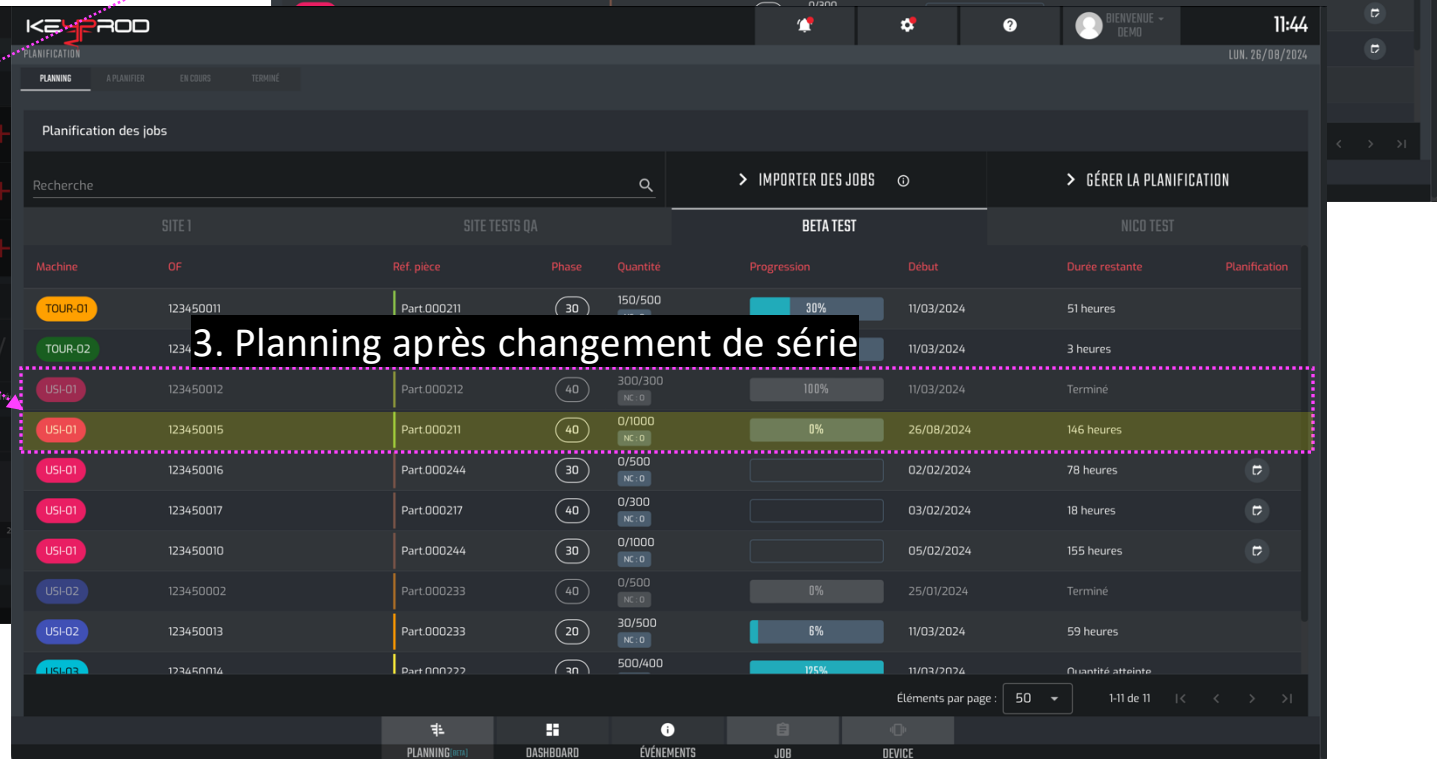 0/300
KEYPROD
BIENVENUE
DEMO
11:44
PLANIFICATION
LUN. 26/08/2024
PLANNING A PLANIFIER EN COURS TERMINÉ
Planification des jobs
Recherche
IMPORTER DES JOBS
GÉRER LA PLANIFICATION
SITE 1 SITE TESTS QA BETA TEST NICO TEST
Machine OF Réf. pièce Phase Quantité Progression Début Durée restante Planification
TOUR-01 123450011 Part.000211 30 150/500 30% 11/03/2024 51 heures
3. Planning après changement de série
TOUR-02 1234 11/03/2024 3 heures
USI-01 123450012 Part.000212 40 300/300 NC : 0 100% 11/03/2024 Terminé
USI-01 123450015 Part.000211 40 0/1000 NC : 0 0% 26/08/2024 146 heures
USI-01 123450016 Part.000244 30 0/500 NC : 0 02/02/2024 78 heures
USI-01 123450017 Part.000217 40 0/300 NC : 0 03/02/2024 18 heures
USI-01 123450010 Part.000244 30 0/1000 NC : 0 05/02/2024 155 heures
USI-02 123450002 Part.000233 40 0/500 NC : 0 0% 25/01/2024 Terminé
USI-02 123450013 Part.000233 20 30/500 NC : 0 6% 11/03/2024 59 heures
USI-03 123450014 Part.000222 30 500/400 125% 11/03/2024 Quantité atteinte
Éléments par page : 50 1-11 de 11
PLANNING [BETA] DASHBOARD ÉVÉNEMENTS JOB DEVICE